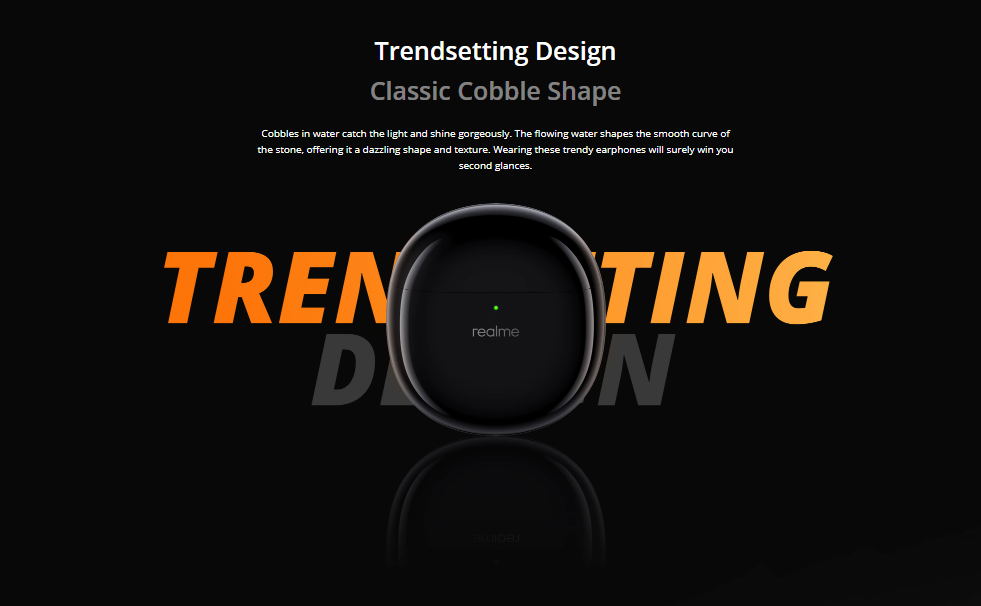 Trendsetting Design
Classic Cobble Shape
Cobbles in water catch the light and shine gorgeously. The flowing water shapes the smooth curve of
the stone, offering it a dazzling shape and texture. Wearing these trendy earphones will surely win you
second glances.
TREN TING
realme
D N